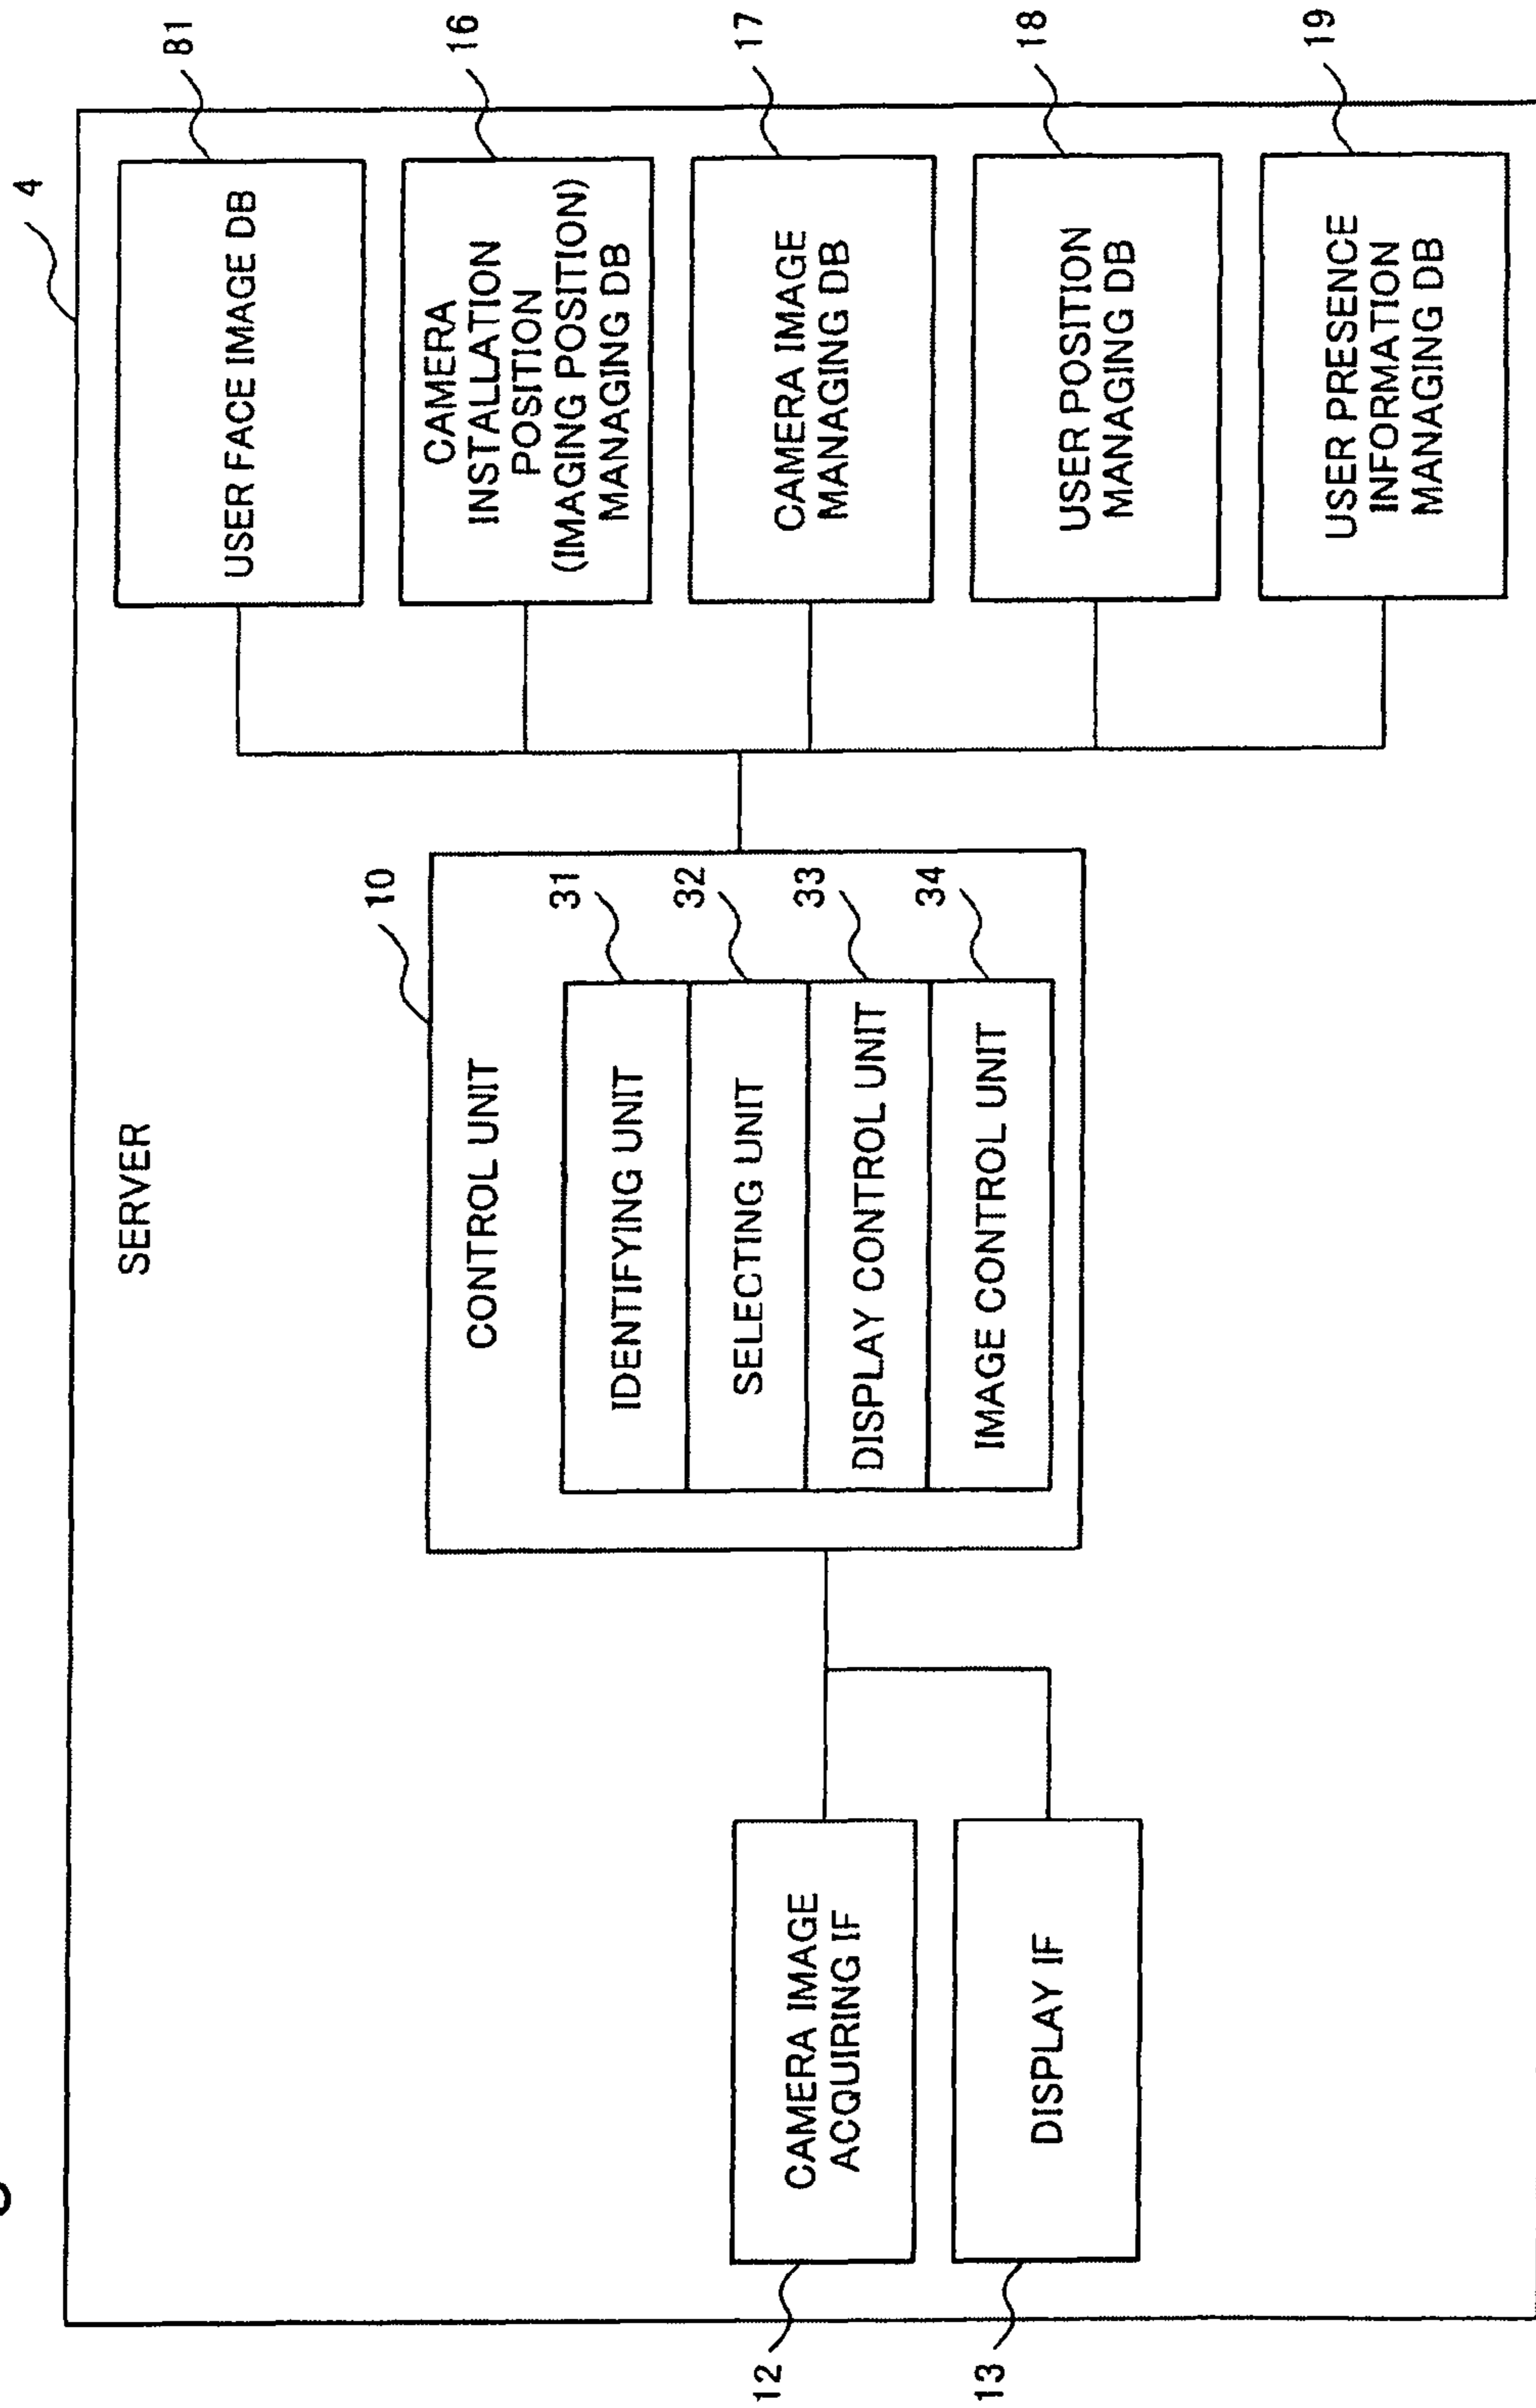 4
SERVER
10
CONTROL UNIT
31
IDENTIFYING UNIT
32
SELECTING UNIT
33
DISPLAY CONTROL UNIT
34
IMAGE CONTROL UNIT
12
CAMERA IMAGE
ACQUIRING IF
13
DISPLAY IF
81
USER FACE IMAGE DB
16
CAMERA
INSTALLATION
POSITION
(IMAGING POSITION)
MANAGING DB
17
CAMERA IMAGE
MANAGING DB
18
USER POSITION
MANAGING DB
19
USER PRESENCE
INFORMATION
MANAGING DB